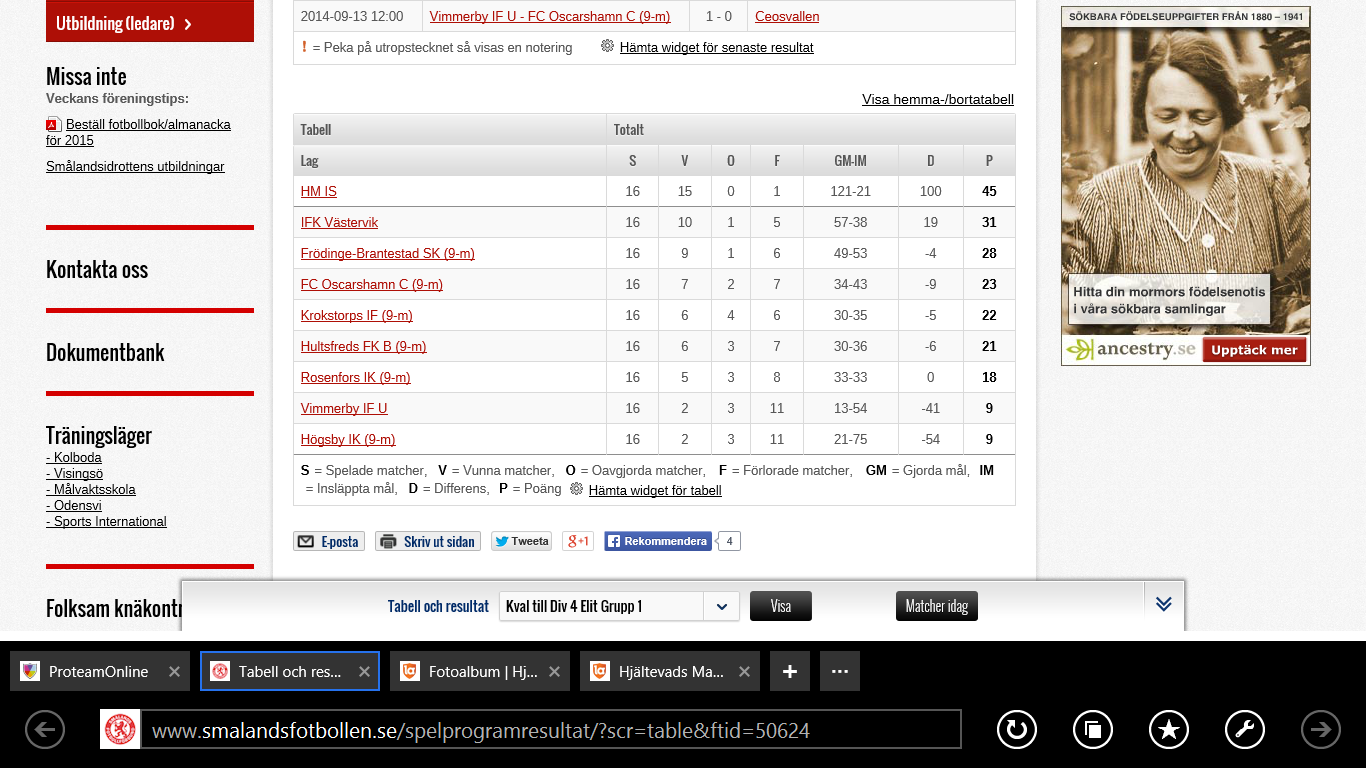 Utbildning (ledare)
Missa inte
Veckans föreningstips:
Beställ fotbollbok/almanacka
för 2015
Smålandsidrottens utbildningar
Kontakta oss
Dokumentbank
Träningsläger
- Kolboda
- Visingsö
- Målvaktsskola
- Odensvi
- Sports International
Folksam knäkontr
2014-09-13 12:00 Vimmerby IF U - FC Oscarshamn C (9-m) 1 - 0 Ceosvallen
! = Peka på utropstecknet så visas en notering Hämta widget för senaste resultat
Visa hemma-/bortatabell
Tabell Totalt
Lag S V O F GM-IM D P
HM IS 16 15 0 1 121-21 100 45
IFK Västervik 16 10 1 5 57-38 19 31
Frödinge-Brantestad SK (9-m) 16 9 1 6 49-53 -4 28
FC Oscarshamn C (9-m) 16 7 2 7 34-43 -9 23
Krokstorps IF (9-m) 16 6 4 6 30-35 -5 22
Hultsfreds FK B (9-m) 16 6 3 7 30-36 -6 21
Rosenfors IK (9-m) 16 5 3 8 33-33 0 18
Vimmerby IF U 16 2 3 11 13-54 -41 9
Högsby IK (9-m) 16 2 3 11 21-75 -54 9
S = Spelade matcher, V = Vunna matcher, O = Oavgjorda matcher, F = Förlorade matcher, GM = Gjorda mål, IM
= Insläppta mål, D = Differens, P = Poäng Hämta widget för tabell
E-posta Skriv ut sidan Tweeta g+1 Rekommendera 4
SÖKBARA FÖDELSEUPPGIFTER FRÅN 1880 – 1941
Hitta din mormors födelsenotis
i våra sökbara samlingar
ancestry.se Upptäck mer
Tabell och resultat Kval till Div 4 Elit Grupp 1 Visa Matcher idag
ProteamOnline Tabell och res... Fotoalbum | Hj... Hjältevads Ma...
www.smalandsfotbollen.se/spelprogramresultat/?scr=table&ftid=50624